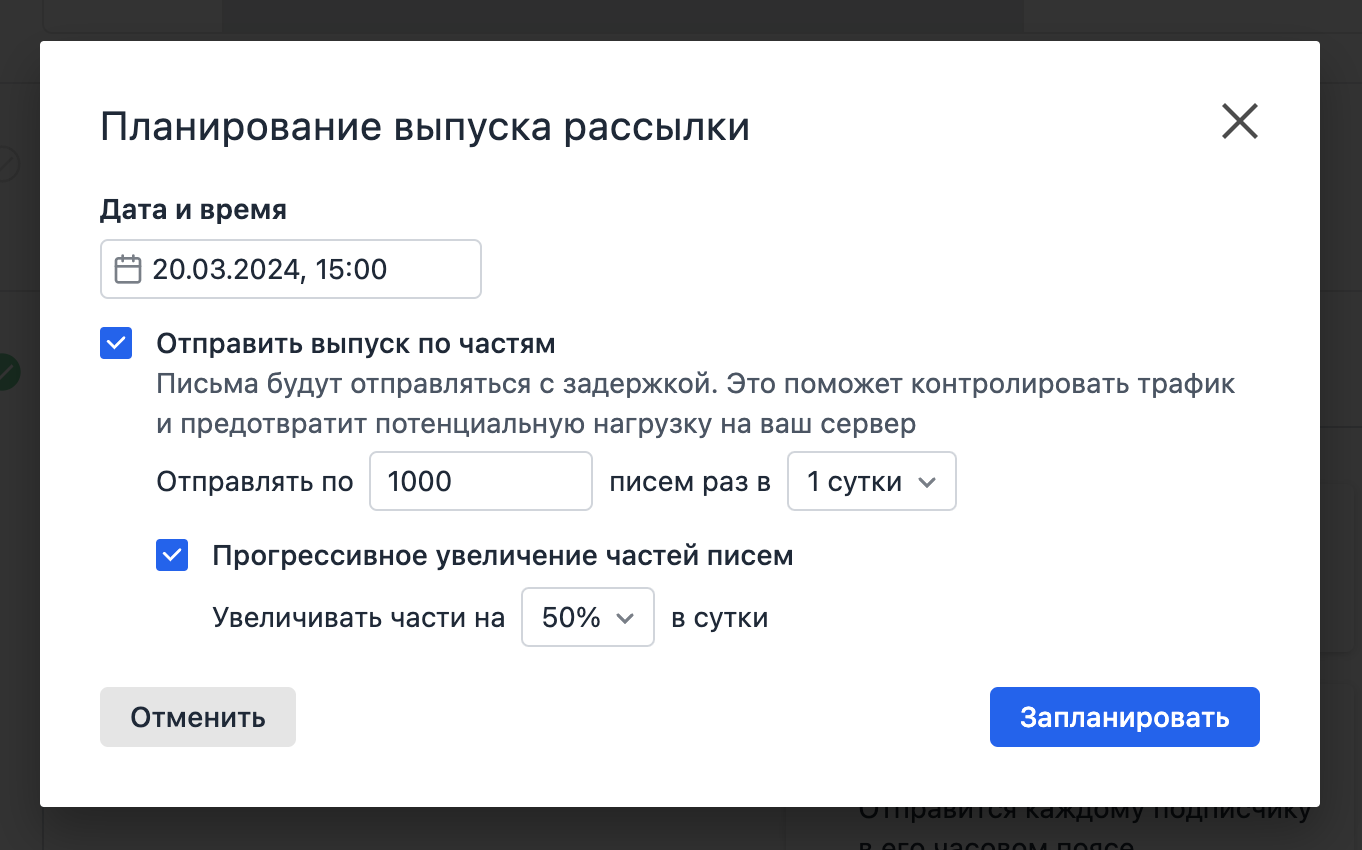 Планирование выпуска рассылки
Дата и время
20.03.2024, 15:00
Отправить выпуск по частям
Письма будут отправляться с задержкой. Это поможет контролировать трафик
и предотвратит потенциальную нагрузку на ваш сервер
Отправлять по 1000 писем раз в 1 сутки
Прогрессивное увеличение частей писем
Увеличивать части на 50% в сутки
Отменить
Запланировать
Отправится каждому подписчику
в его часовом поясе